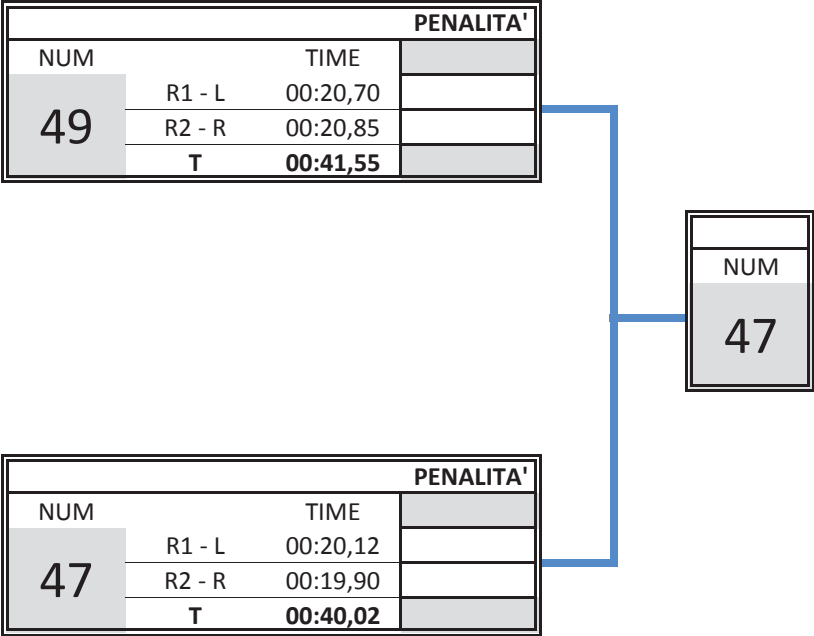 PENALITA'
NUM TIME
49
R1 - L 00:20,70
R2 - R 00:20,85
T 00:41,55
NUM
47
PENALITA'
NUM TIME
47
R1 - L 00:20,12
R2 - R 00:19,90
T 00:40,02